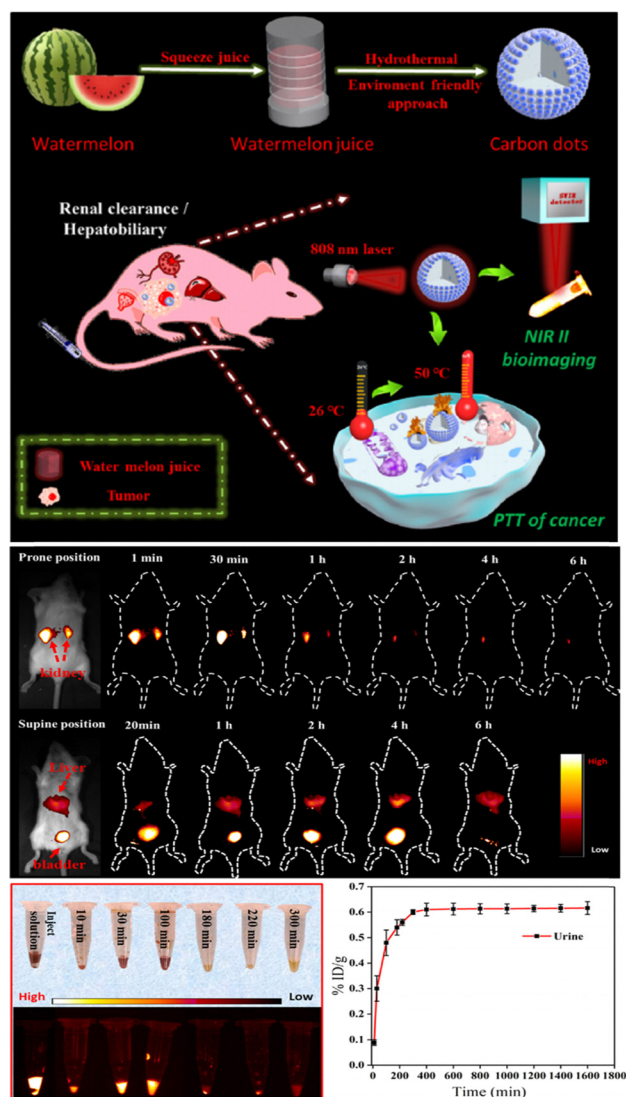 Squeeze juice
Hydrothermal
Enviroment friendly
approach
Watermelon
Watermelon juice
Carbon dots
Renal clearance /
Hepatobiliary
808 nm laser
detector
NIR II
bioimaging
26 ℃
50 ℃
Water melon juice
Tumor
PTT of cancer
Prone position
1 min
30 min
1 h
2 h
4 h
6 h
kidney
Supine position
20min
1 h
2 h
4 h
6 h
Liver
bladder
High
Low
Inject
solution
10 min
30 min
100 min
180 min
220 min
300 min
High
Low
0.7
0.6
0.5
0.4
0.3
0.2
0.1
0.0
% ID/g
Urine
0 200 400 600 800 1000 1200 1400 1600 1800
Time (min)